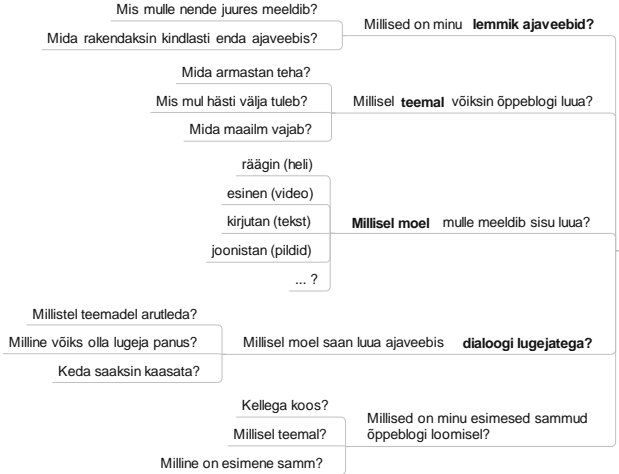 Mis mulle nende juures meeldib?
Mida rakendaksin kindlasti enda ajaveebis?
Millised on minu lemmik ajaveebid?
Mida armastan teha?
Mis mul hästi välja tuleb?
Mida maailm vajab?
Millisel teemal võiksin õppeblogi luua?
räägin (heli)
esinen (video)
kirjutan (tekst)
joonistan (pildid)
... ?
Millisel moel mulle meeldib sisu luua?
Millistel teemadel arutleda?
Milline võiks olla lugeja panus?
Keda saaksin kaasata?
Millisel moel saan luua ajaveebis dialoogi lugejatega?
Kellega koos?
Millisel teemal?
Milline on esimene samm?
Millised on minu esimesed sammud
õppeblogi loomisel?